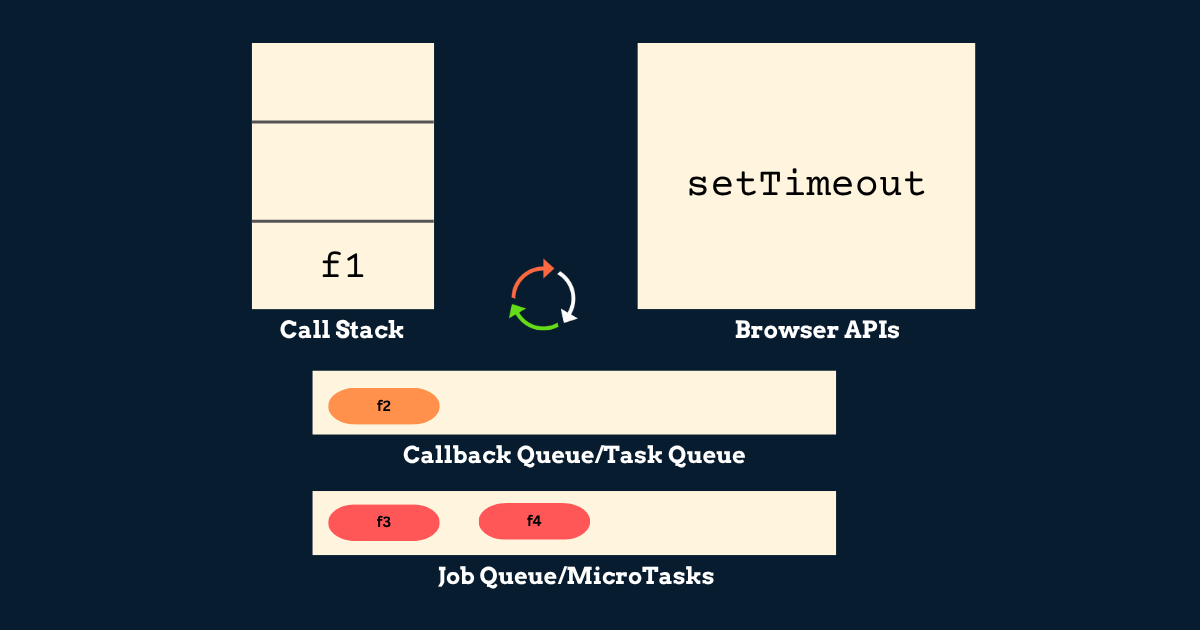 setTimeout
f1
Call Stack
Browser APIs
f2
Callback Queue/Task Queue
f3
f4
Job Queue/MicroTasks